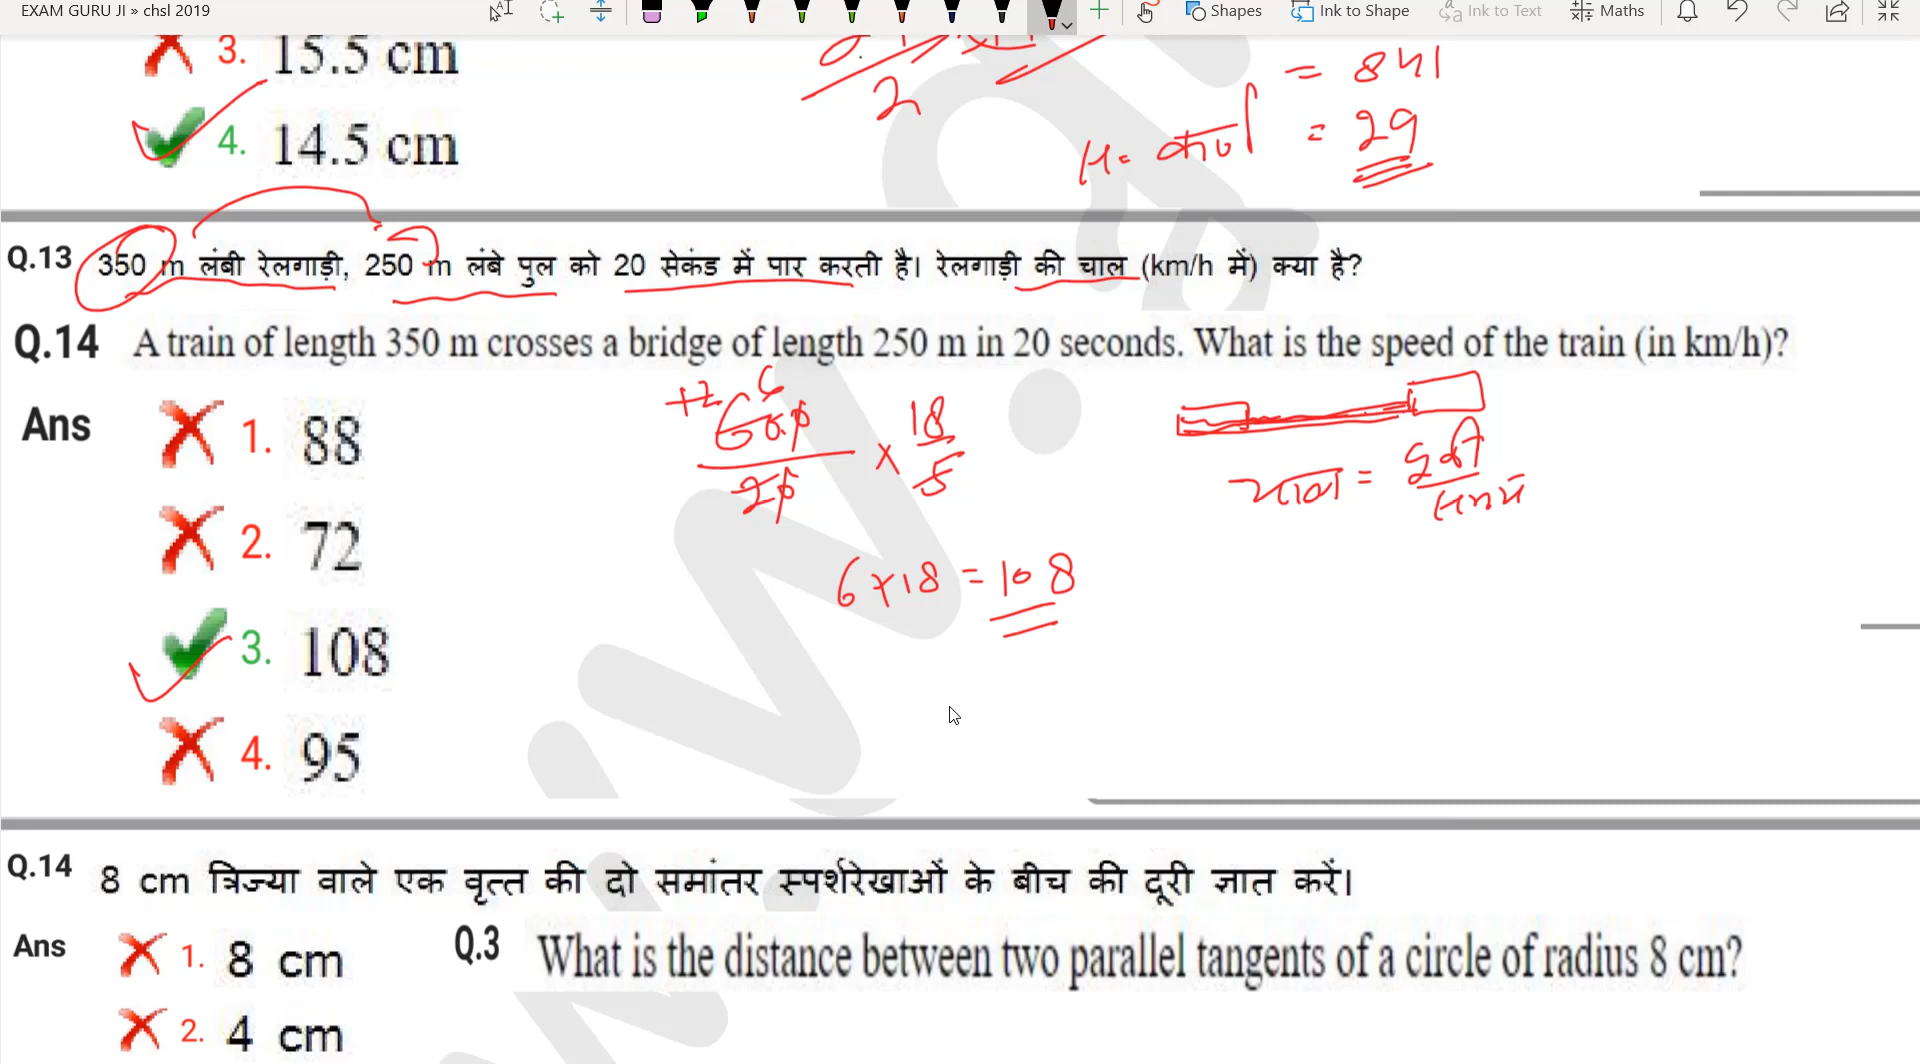 EXAM GURU JI » chsl 2019
Shapes Ink to Shape Ink to Text Maths
3. 15.5 cm
4. 14.5 cm
2
= 841
= 29
Q.13 350 m लंबी रेलगाड़ी, 250 m लंबे पुल को 20 सेकंड में पार करती है। रेलगाड़ी की चाल (km/h में) क्या है?
Q.14 A train of length 350 m crosses a bridge of length 250 m in 20 seconds. What is the speed of the train (in km/h)?
Ans 1. 88
2. 72
3. 108
4. 95
6
600 × 18
20 5
चाल = दूरी
समय
6 × 18 = 108
Q.14 8 cm त्रिज्या वाले एक वृत्त की दो समांतर स्पर्शरेखाओं के बीच की दूरी ज्ञात करें।
Ans 1. 8 cm
Q.3 What is the distance between two parallel tangents of a circle of radius 8 cm?
2. 4 cm